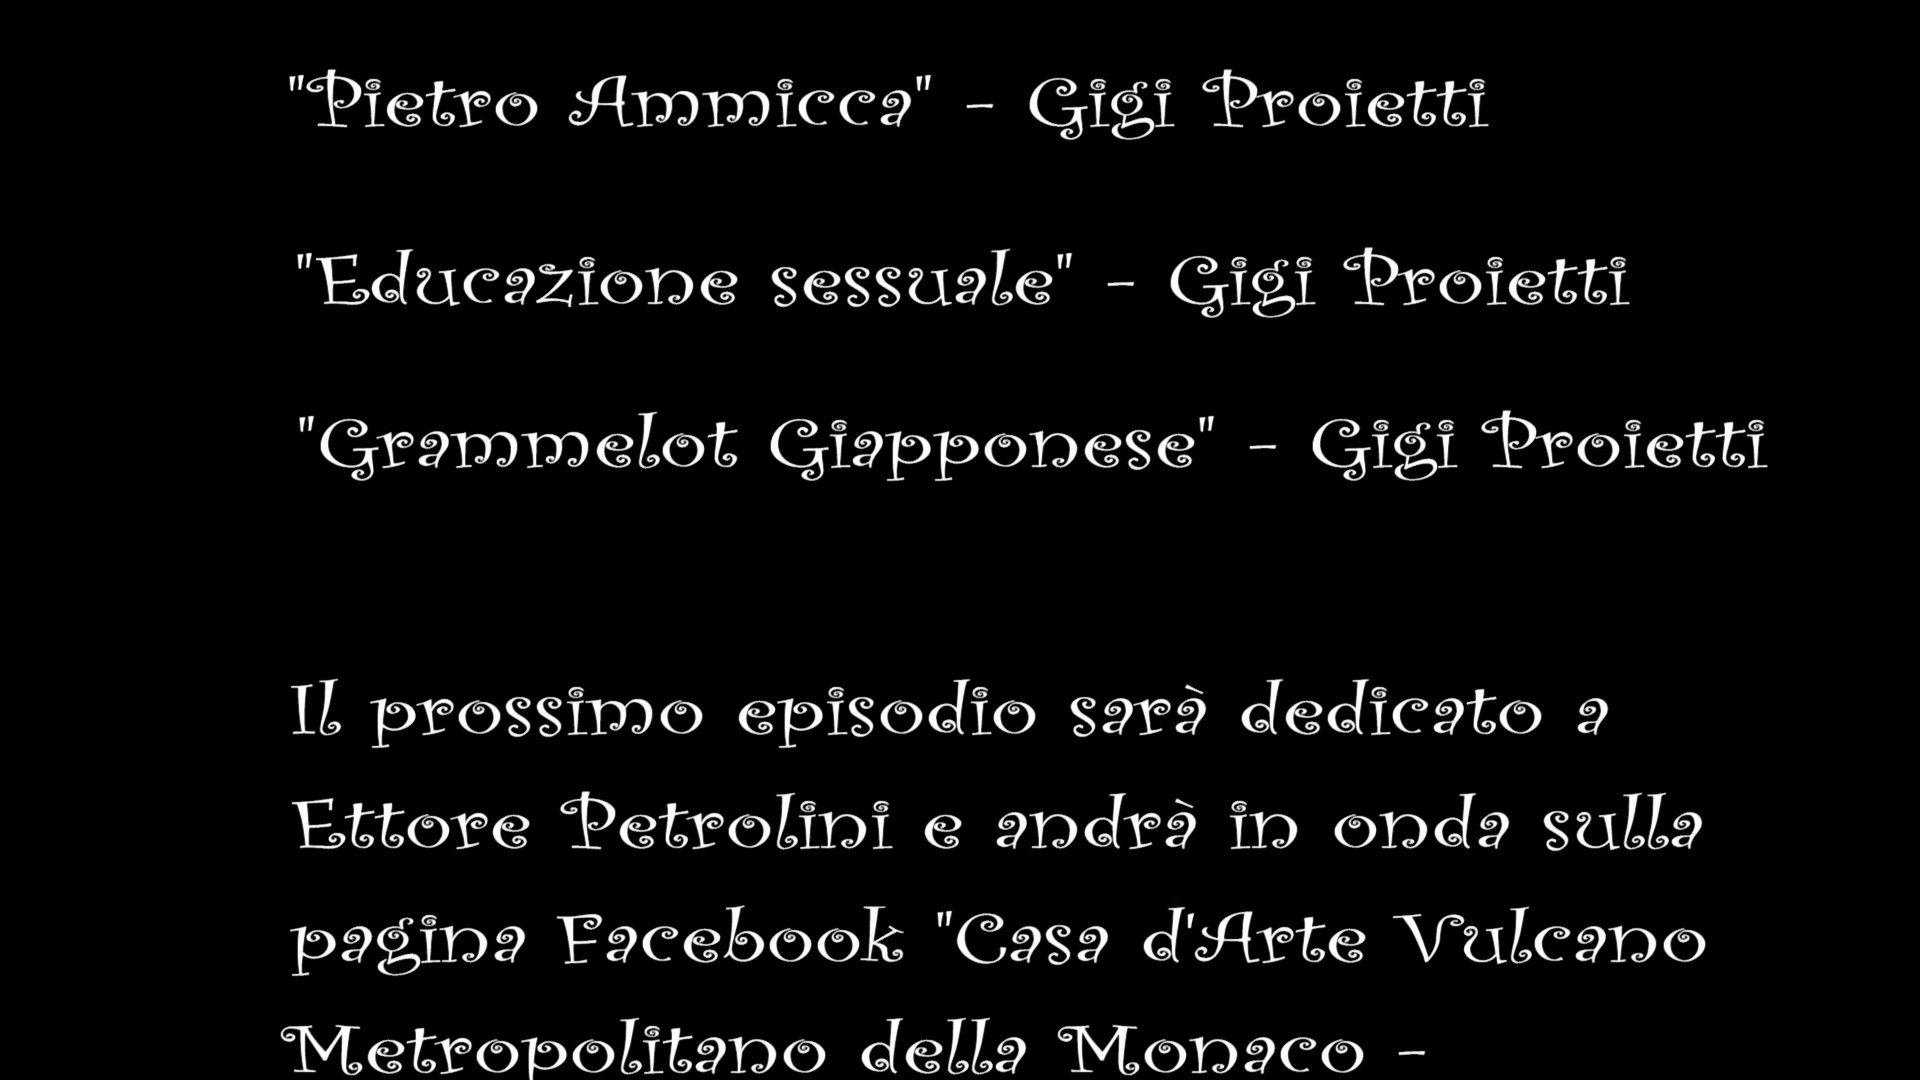 "Pietro Ammicca" - Gigi Proietti
"Educazione sessuale" - Gigi Proietti
"Grammelot Giapponese" - Gigi Proietti
Il prossimo episodio sarà dedicato a
Ettore Petrolini e andrà in onda sulla
pagina Facebook "Casa d'Arte Vulcano
Metropolitano della Monaco -